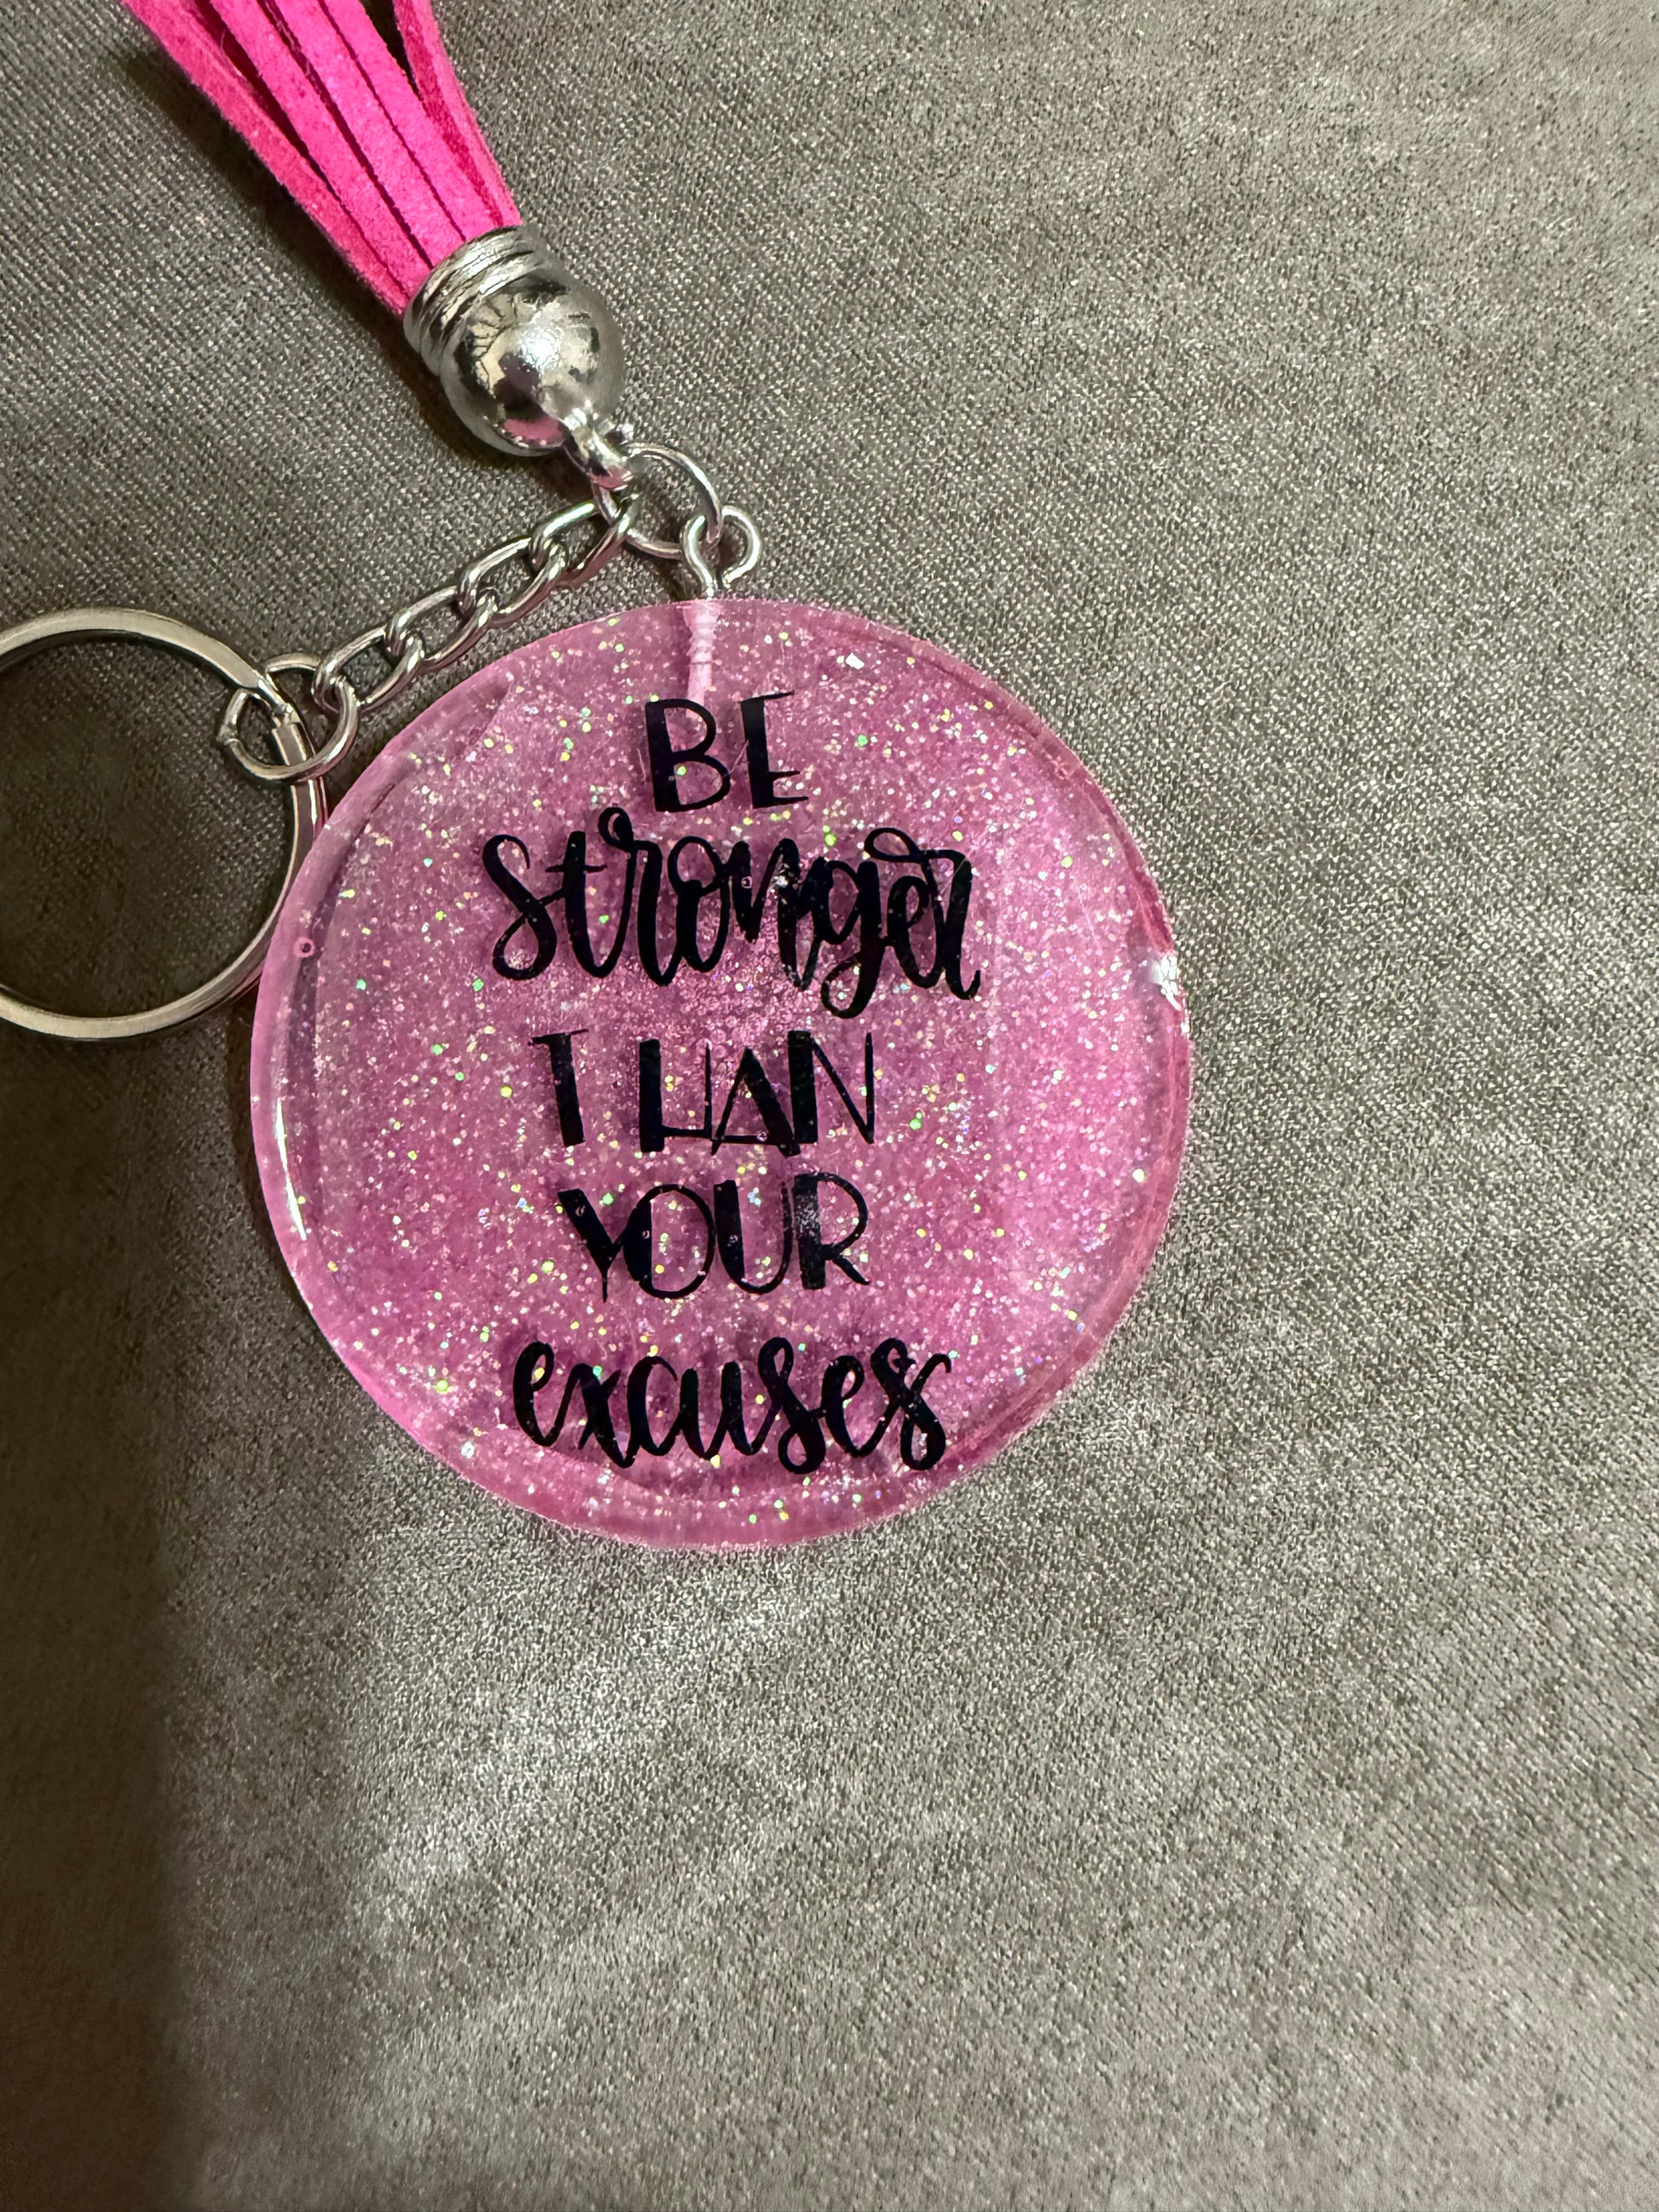 BE
stronger
THAN
YOUR
excuses